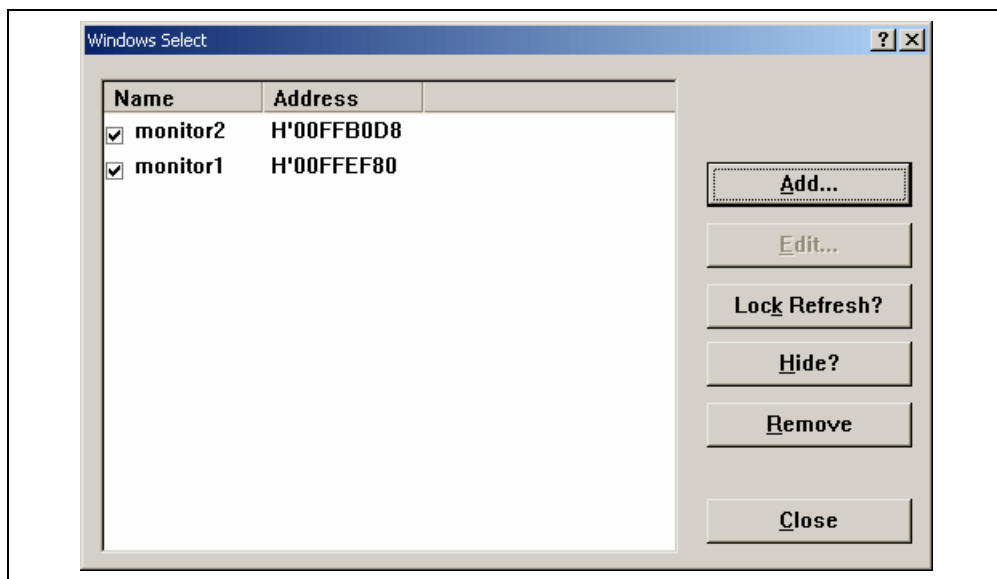 Windows Select
Name Address
monitor2 H'00FFB0D8
monitor1 H'00FFEF80
Add...
Edit...
Lock Refresh?
Hide?
Remove
Close